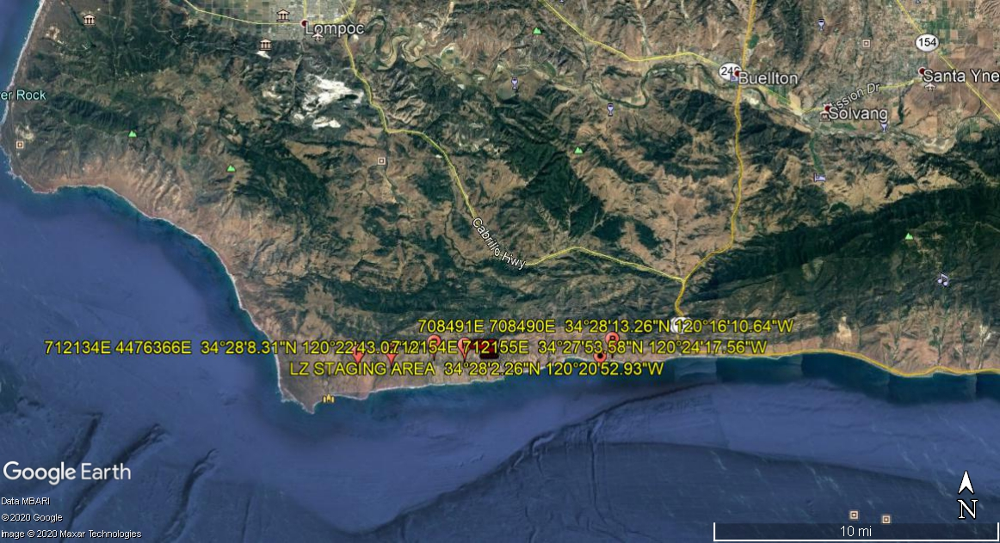 Lompoc
154
er Rock
246
Buellton
Santa Yne
ssion Dr
Solvang
Cabrillo Hwy
708491E 708490E 34°28'13.26"N 120°16'10.64"W
712134E 4476366E 34°28'8.31"N 120°22'43.07
712154E 712155E 34°27'53.58"N 120°24'17.56"W
LZ STAGING AREA 34°28'2.26"N 120°20'52.93"W
Google Earth
Data MBARI
©2020 Google
Image © 2020 Maxar Technologies
N
10 mi